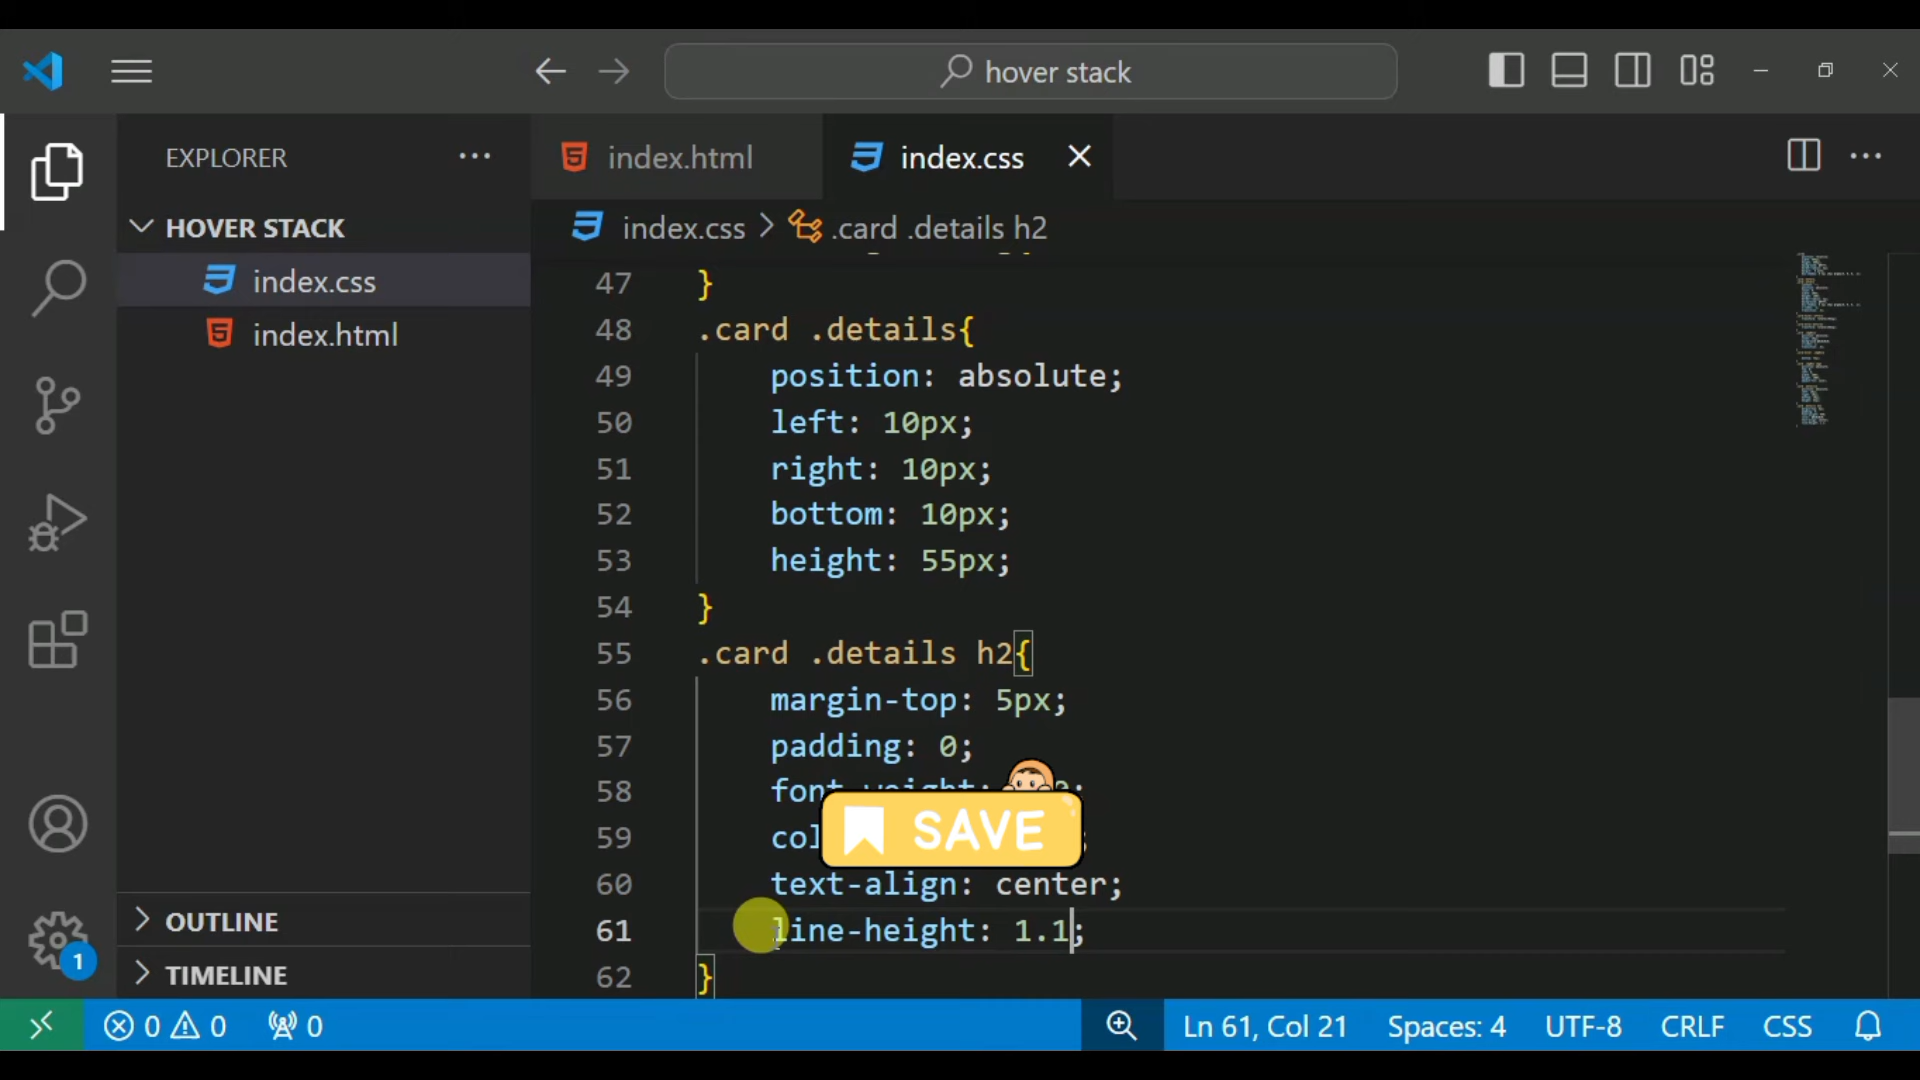 hover stack
EXPLORER
index.html
index.css
HOVER STACK
index.css > .card .details h2
index.css
index.html
47 }
48 .card .details{
49 position: absolute;
50 left: 10px;
51 right: 10px;
52 bottom: 10px;
53 height: 55px;
54 }
55 .card .details h2{
56 margin-top: 5px;
57 padding: 0;
58
59
SAVE
60 text-align: center;
61 line-height: 1.1;
62 }
OUTLINE
TIMELINE
1
0 0 0
Ln 61, Col 21 Spaces: 4 UTF-8 CRLF CSS